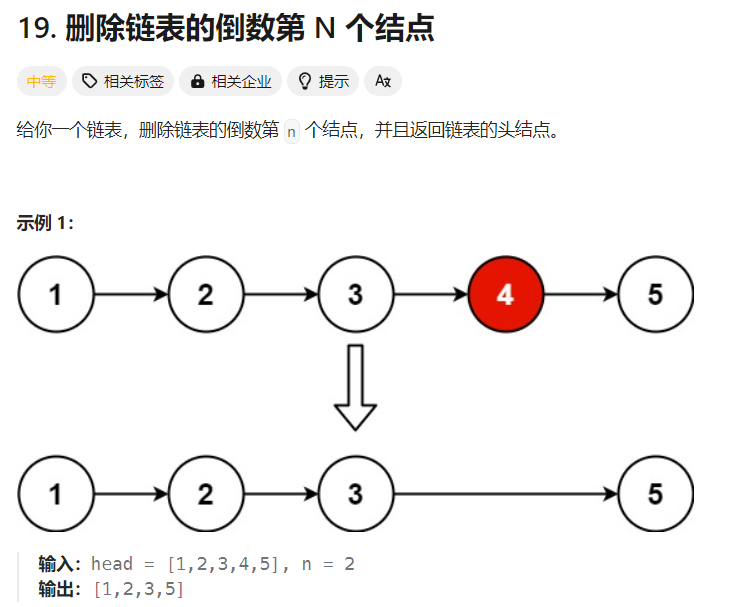 19. 删除链表的倒数第 N 个结点
中等 相关标签 相关企业 提示 Ax
给你一个链表，删除链表的倒数第 n 个结点，并且返回链表的头结点。
示例 1：
1 2 3 4 5
1 2 3 5
输入：head = [1,2,3,4,5], n = 2
输出：[1,2,3,5]